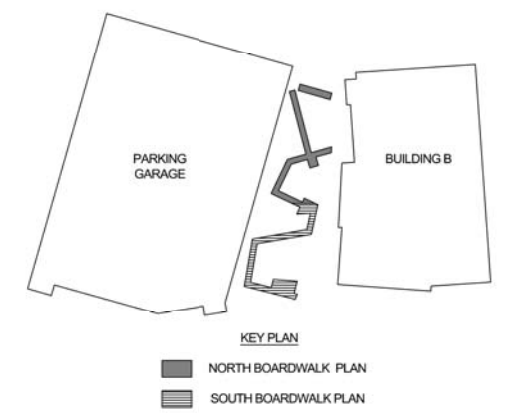 PARKING
GARAGE
BUILDING B
KEY PLAN
NORTH BOARDWALK PLAN
SOUTH BOARDWALK PLAN